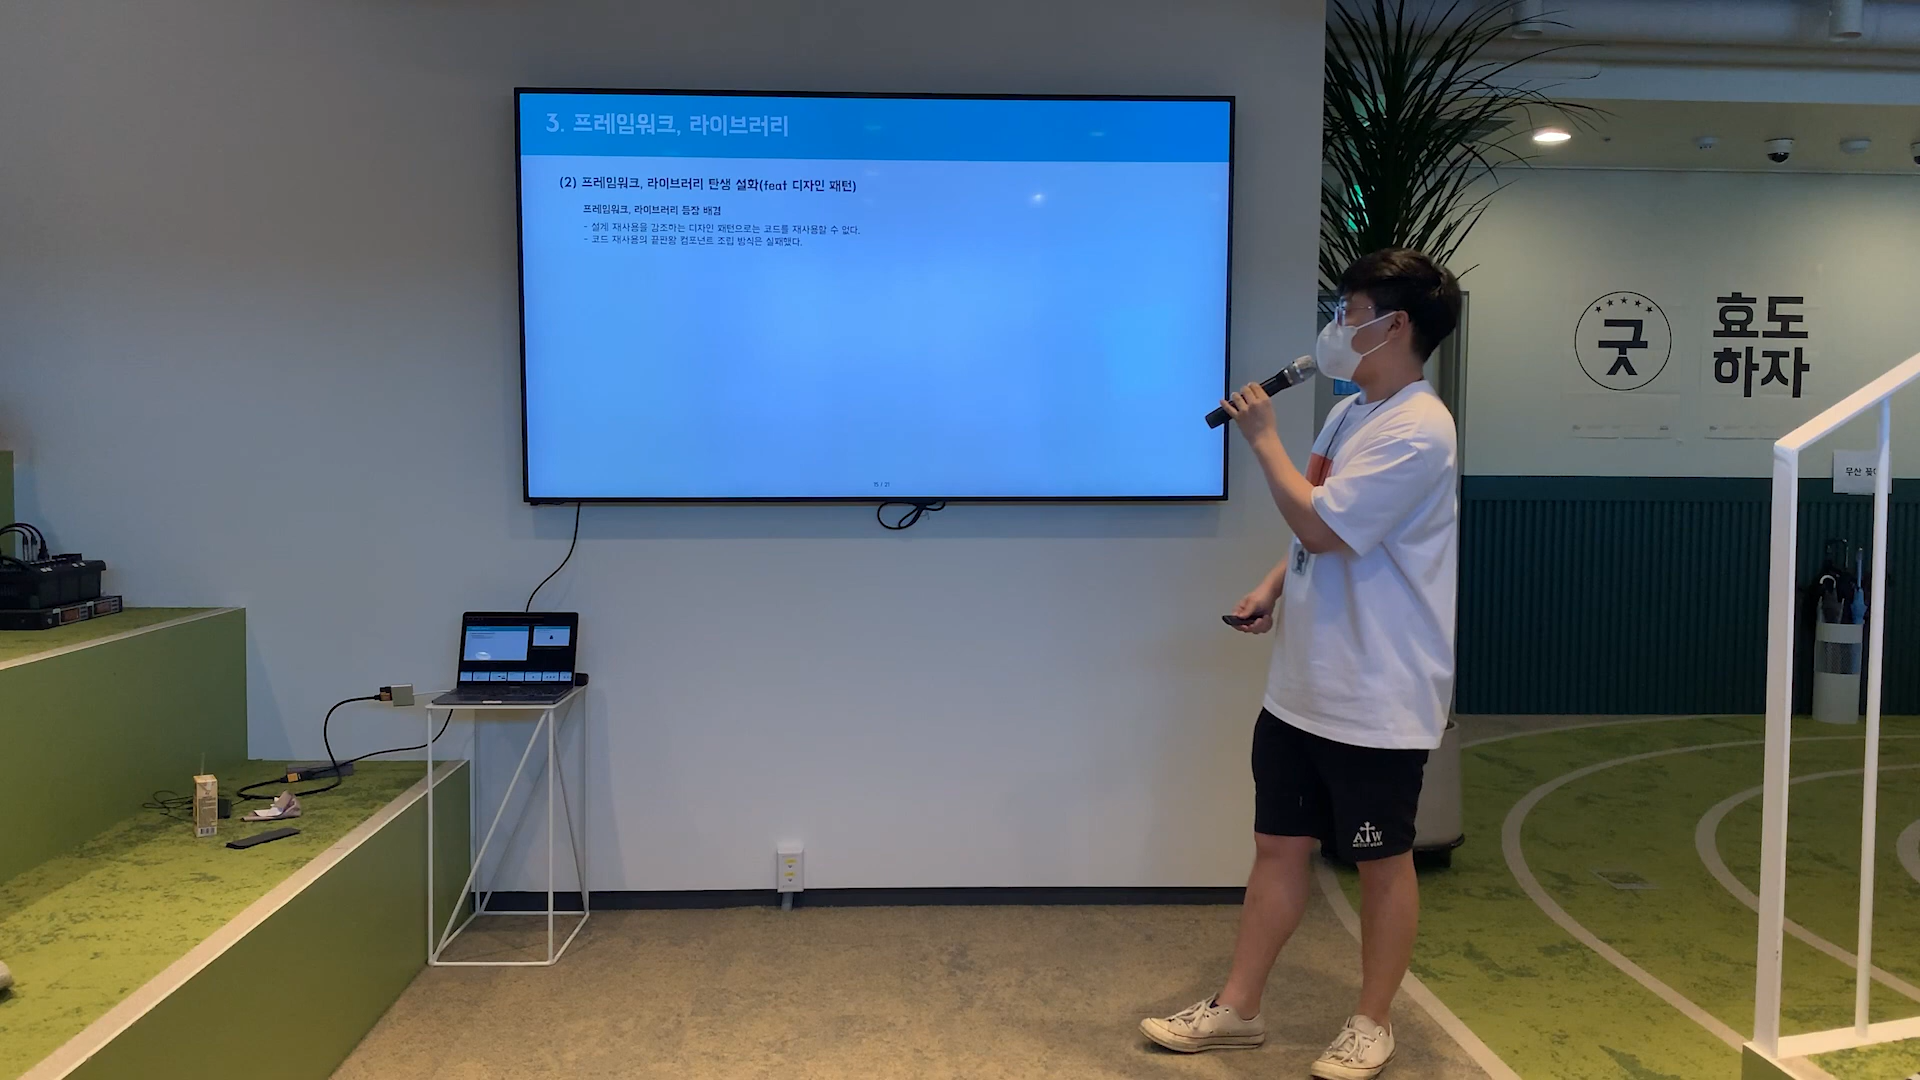 3. 프레임워크, 라이브러리
(2) 프레임워크, 라이브러리 탄생 설화(feat 디자인 패턴)
프레임워크, 라이브러리 등장 배경
- 설계 재사용을 강조하는 디자인 패턴으로는 코드를 재사용할 수 없다.
- 코드 재사용의 끝판왕 컴포넌트 조립 방식은 실패했다.
15 / 21
굿
효도
하자
우산 꽂
A W